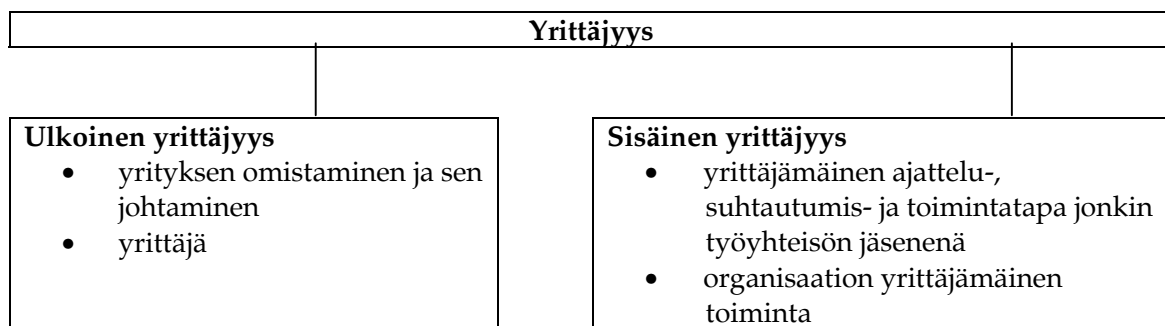 Yrittäjyys
Ulkoinen yrittäjyys
• yrityksen omistaminen ja sen
johtaminen
• yrittäjä
Sisäinen yrittäjyys
• yrittäjämäinen ajattelu-,
suhtautumis- ja toimintatapa jonkin
työyhteisön jäsenenä
• organisaation yrittäjämäinen
toiminta